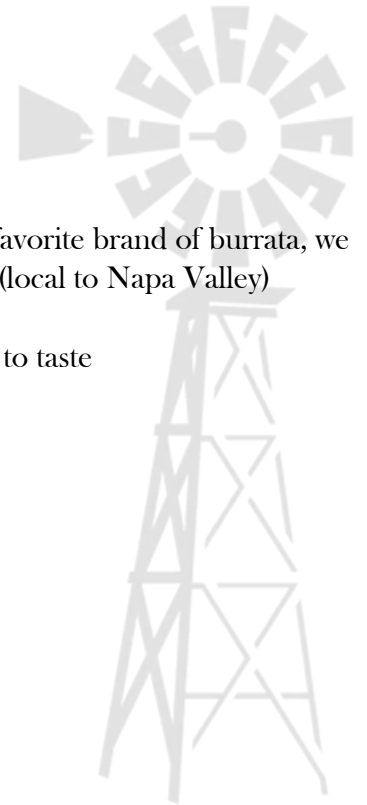 favorite brand of burrata, we
(local to Napa Valley)
to taste